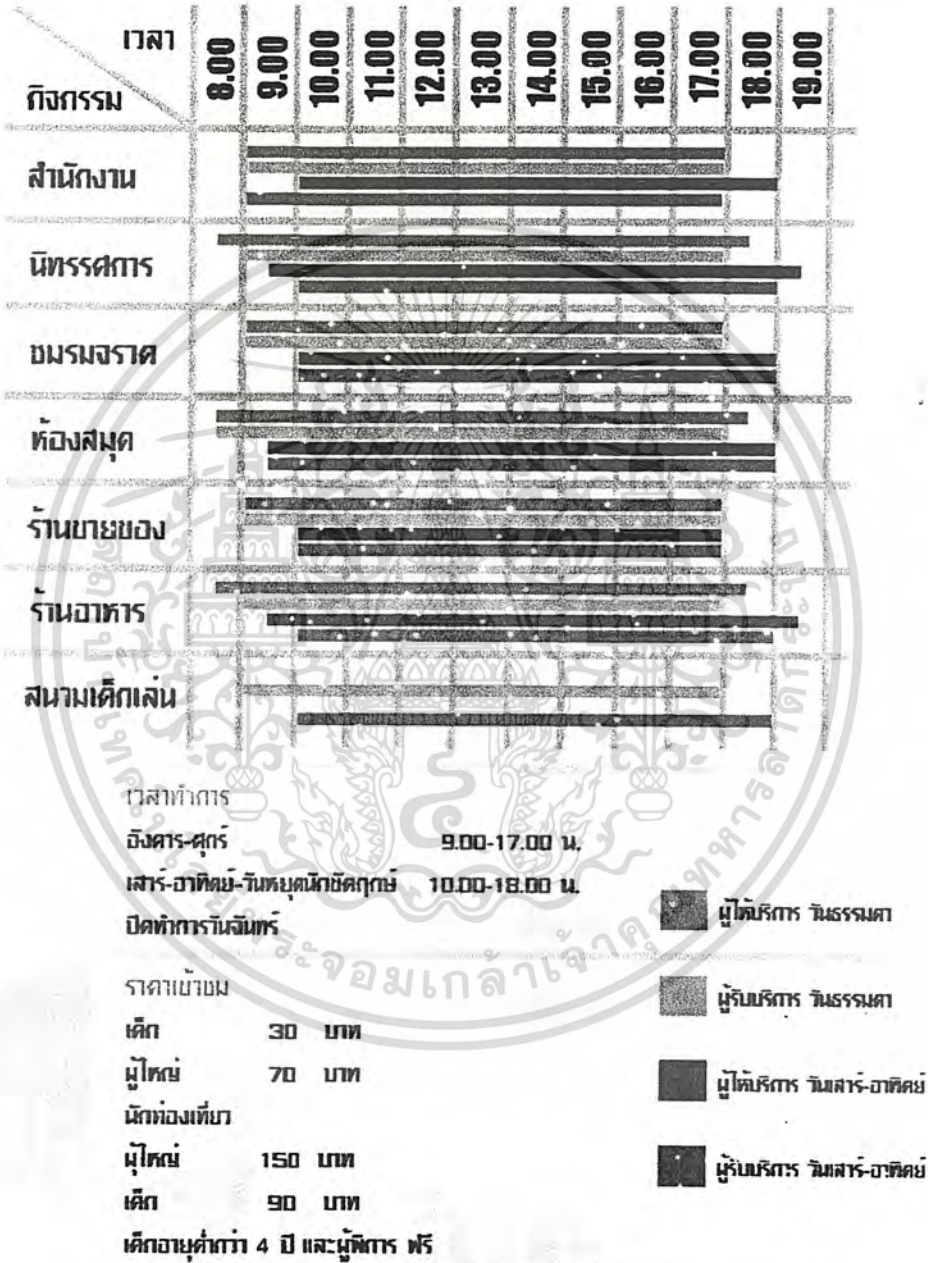 เวลา
8.00 9.00 10.00 11.00 12.00 13.00 14.00 15.00 16.00 17.00 18.00 19.00
กิจกรรม
สำนักงาน
นิทรรศการ
ชมรมจรวด
ห้องสมุด
ร้านขายของ
ร้านอาหาร
สนามเด็กเล่น
เวลาทำการ
อังคาร-ศุกร์ 9.00-17.00 น.
เสาร์-อาทิตย์-วันหยุดนักขัตฤกษ์ 10.00-18.00 น.
ปิดทำการวันจันทร์
ราคาเข้าชม
เด็ก 30 บาท
ผู้ใหญ่ 70 บาท
นักท่องเที่ยว
ผู้ใหญ่ 150 บาท
เด็ก 90 บาท
เด็กอายุต่ำกว่า 4 ปี และผู้พิการ ฟรี
ผู้ให้บริการ วันธรรมดา
ผู้รับบริการ วันธรรมดา
ผู้ให้บริการ วันเสาร์-อาทิตย์
ผู้รับบริการ วันเสาร์-อาทิตย์